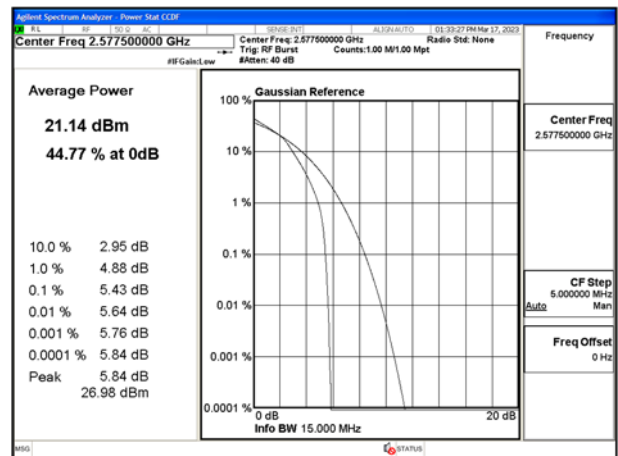 Agilent Spectrum Analyzer - Power Stat CCDF
RL RF 50 Ω AC SENSE:INT ALIGNAUTO 01:33:27 PM Mar 17, 2023
Center Freq 2.577500000 GHz
Center Freq: 2.577500000 GHz Radio Std: None
Trig: RF Burst Counts:1.00 M/1.00 Mpt
#IFGain:Low #Atten: 40 dB
Frequency
Average Power
21.14 dBm
44.77 % at 0dB
10.0 % 2.95 dB
1.0 % 4.88 dB
0.1 % 5.43 dB
0.01 % 5.64 dB
0.001 % 5.76 dB
0.0001 % 5.84 dB
Peak 5.84 dB
26.98 dBm
Gaussian Reference
100 %
10 %
1 %
0.1 %
0.01 %
0.001 %
0.0001 %
0 dB 20 dB
Info BW 15.000 MHz
Center Freq
2.577500000 GHz
CF Step
5.000000 MHz
Auto Man
Freq Offset
0 Hz
MSG STATUS